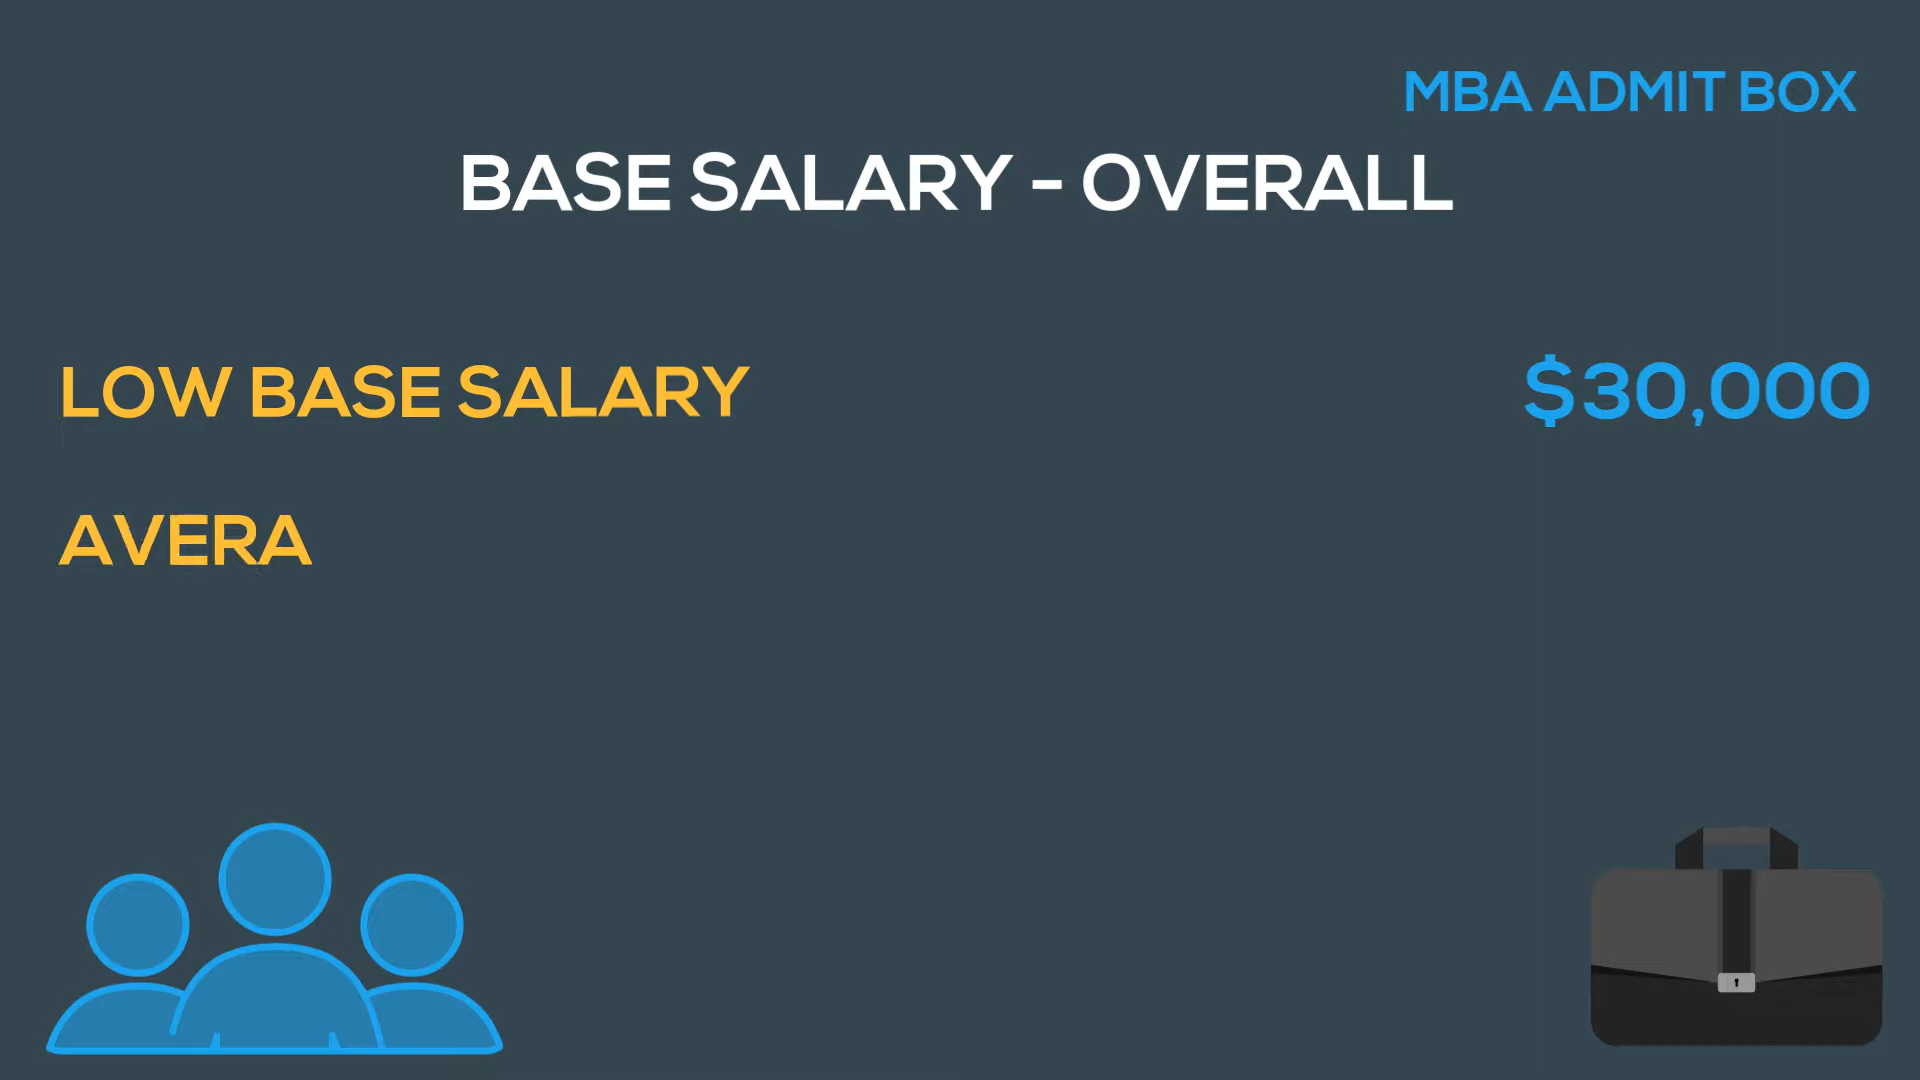 MBA ADMIT BOX
BASE SALARY - OVERALL
LOW BASE SALARY $30,000
AVERA